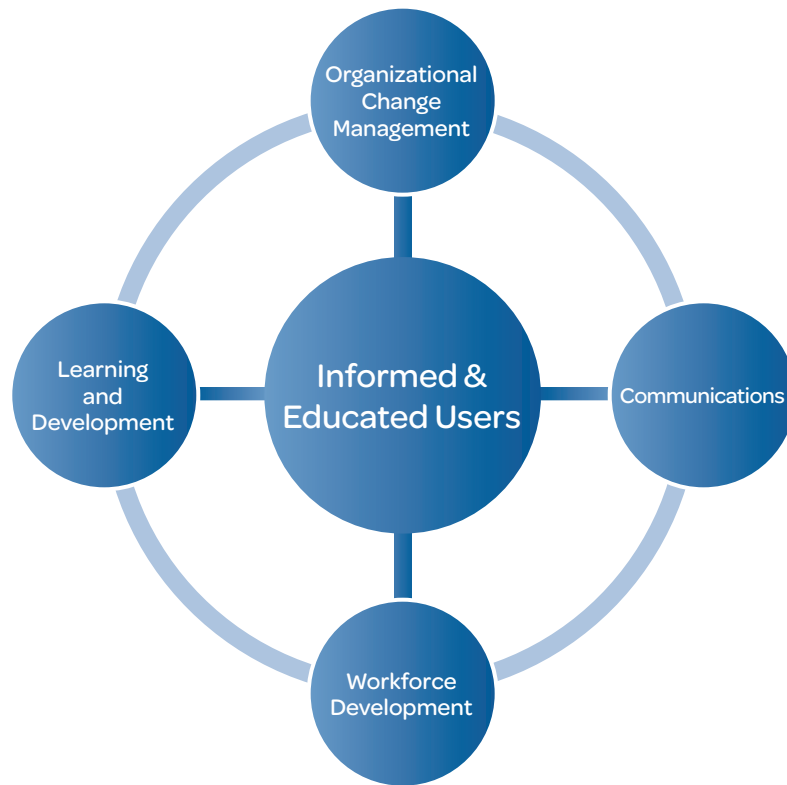 Organizational
Change
Management
Learning
and
Development
Informed &
Educated Users
Communications
Workforce
Development